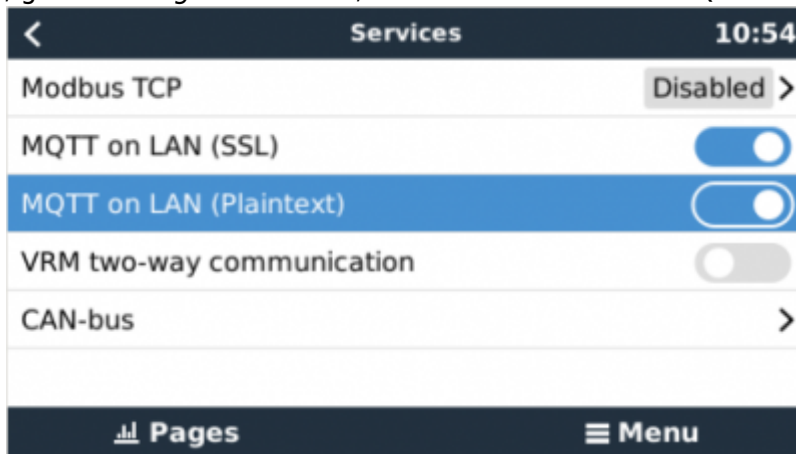 Services 10:54
Modbus TCP Disabled
MQTT on LAN (SSL)
MQTT on LAN (Plaintext)
VRM two-way communication
CAN-bus
Pages Menu